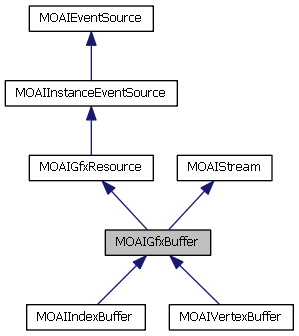 MOAIEventSource
MOAIInstanceEventSource
MOAIGfxResource
MOAIStream
MOAIGfxBuffer
MOAIIndexBuffer
MOAIVertexBuffer